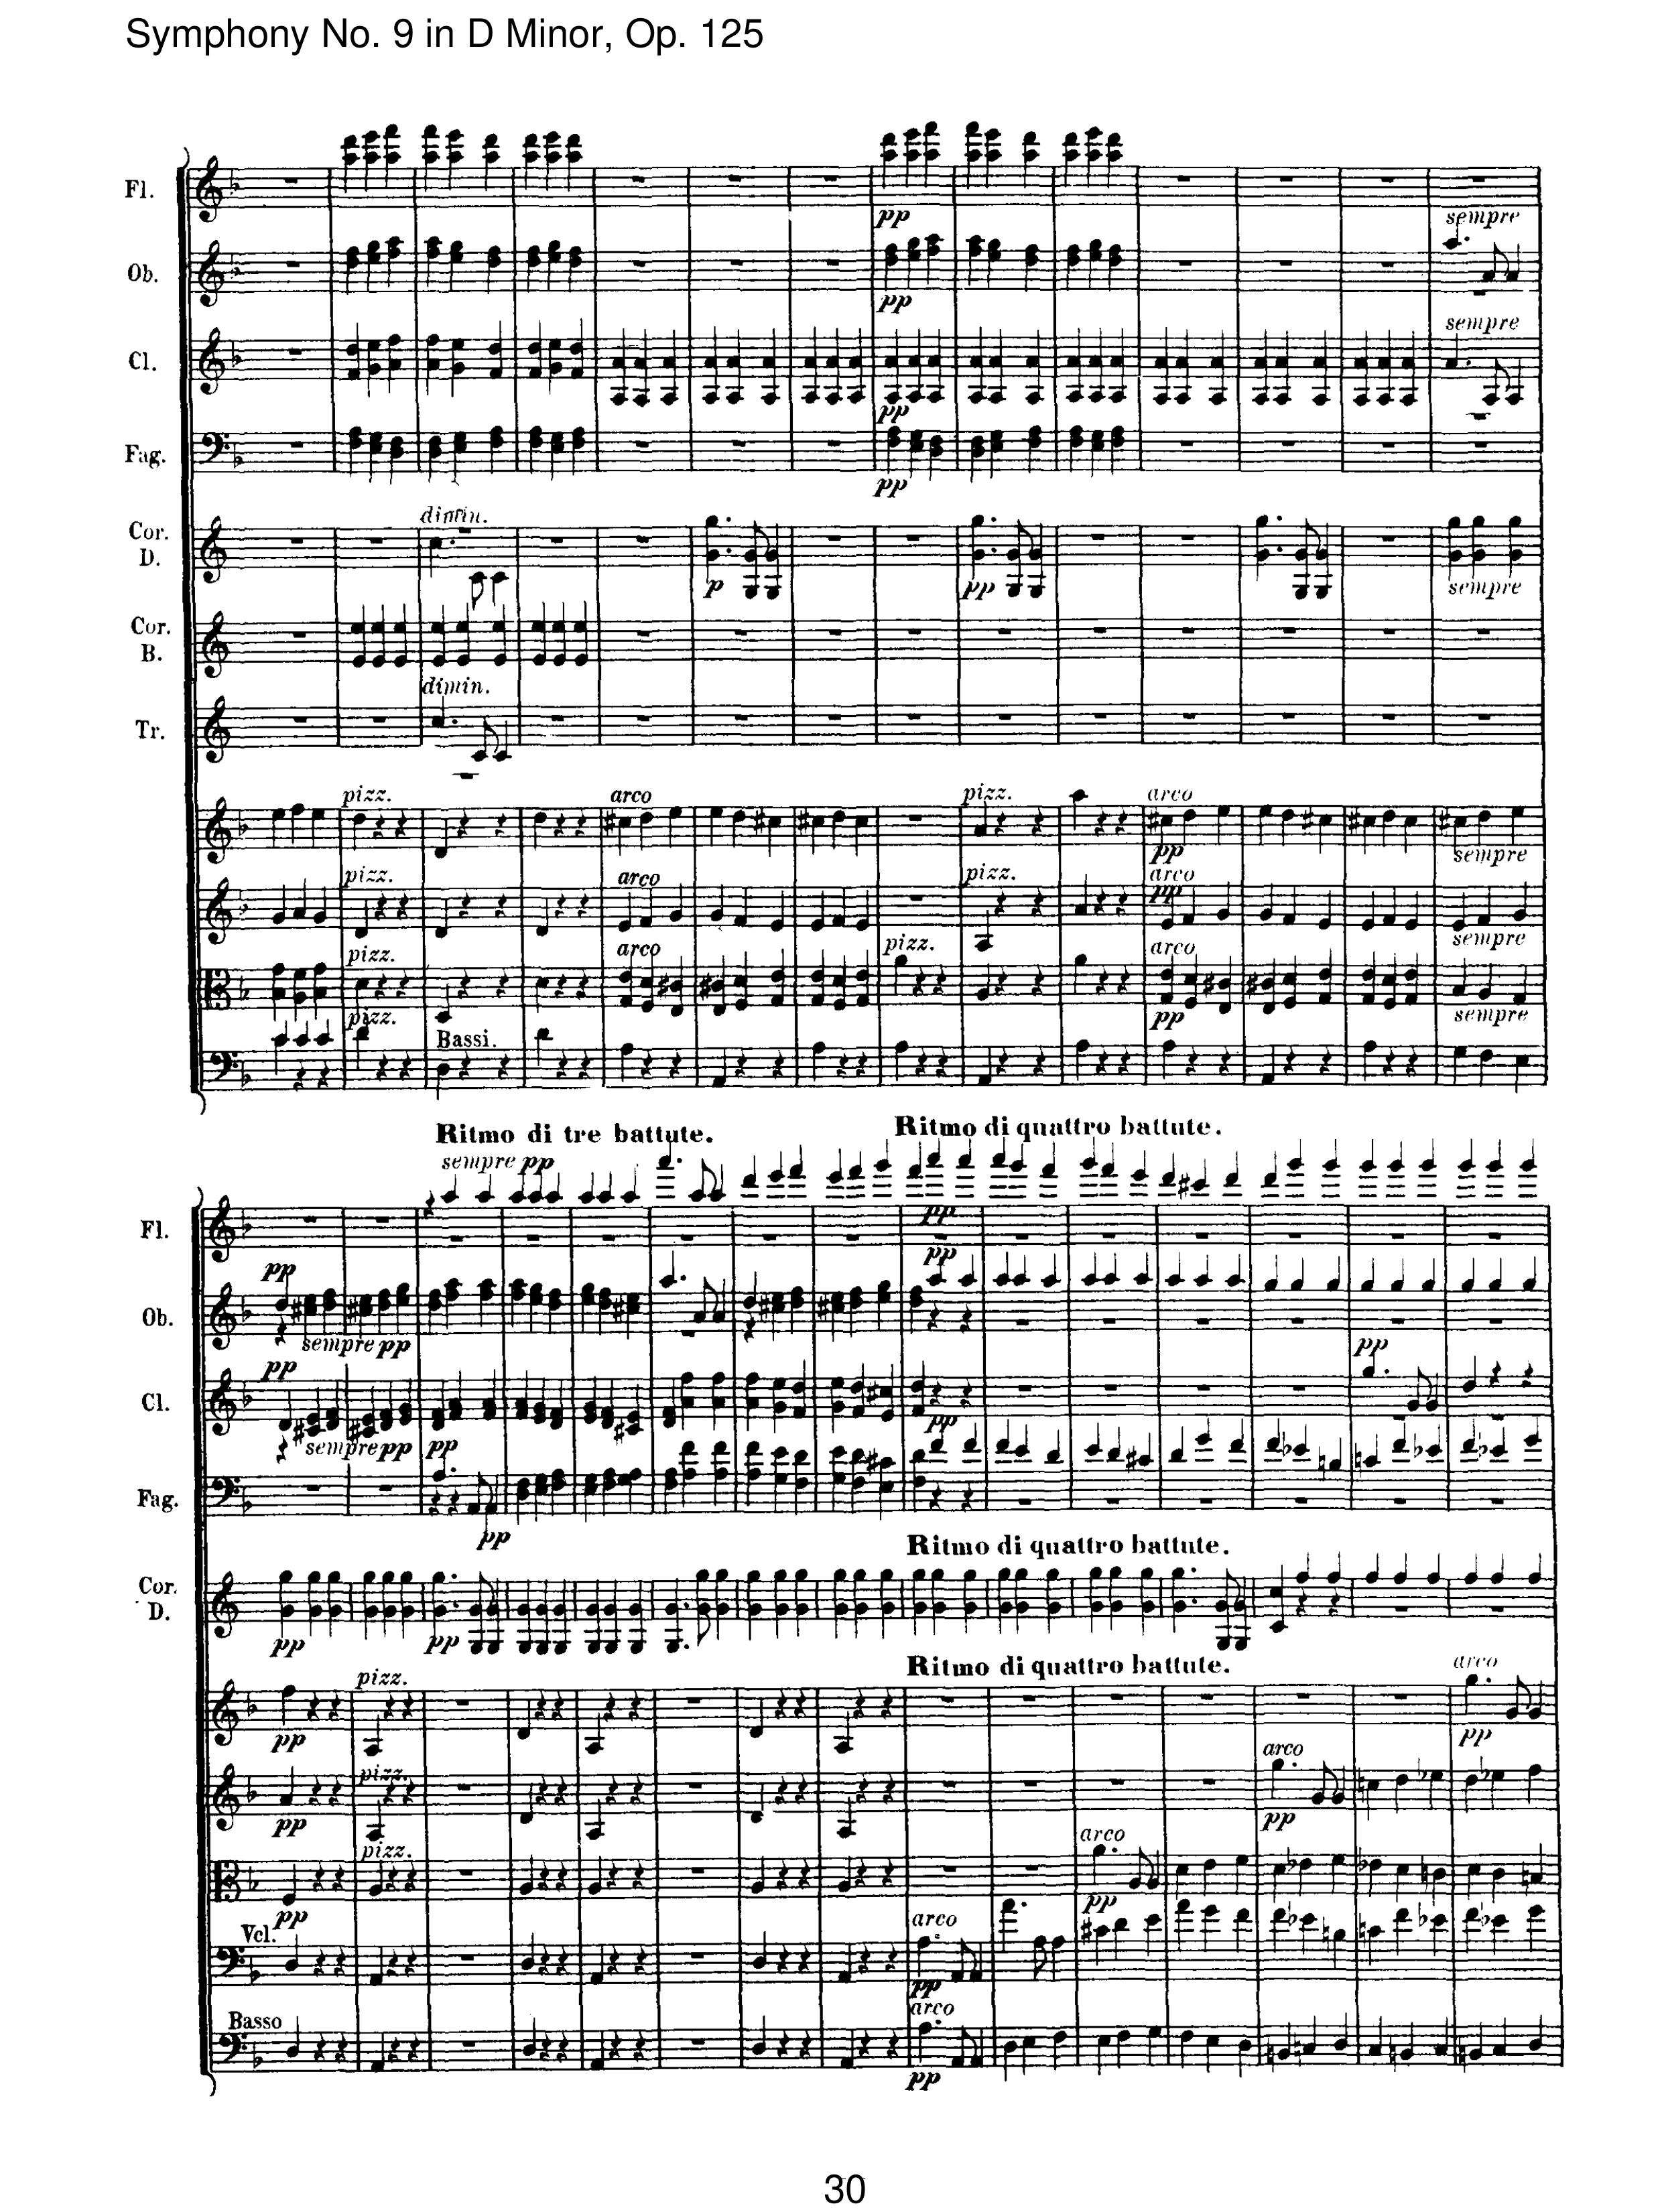 Symphony No. 9 in D Minor, Op. 125
Fl.
pp
sempre
Ob.
pp
sempre
Cl.
pp
Fag.
pp
dimin.
Cor.
D.
p
pp
sempre
Cor.
B.
dimin.
Tr.
pizz.
arco
pizz.
arco
pp
sempre
pizz.
arco
pizz.
arco
pp
sempre
pizz.
arco
pizz.
arco
pp
sempre
pizz.
Bassi.
Ritmo di tre battute.
Ritmo di quattro battute.
sempre pp
Fl.
pp
pp
pp
Ob.
sempre pp
pp
pp
Cl.
sempre pp
pp
pp
Fag.
pp
Ritmo di quattro battute.
Cor.
D.
pp
pp
Ritmo di quattro battute.
pizz.
arco
pp
pp
pizz.
arco
pp
pp
pizz.
arco
pp
pp
Vcl.
arco
pp
Basso
arco
pp
30